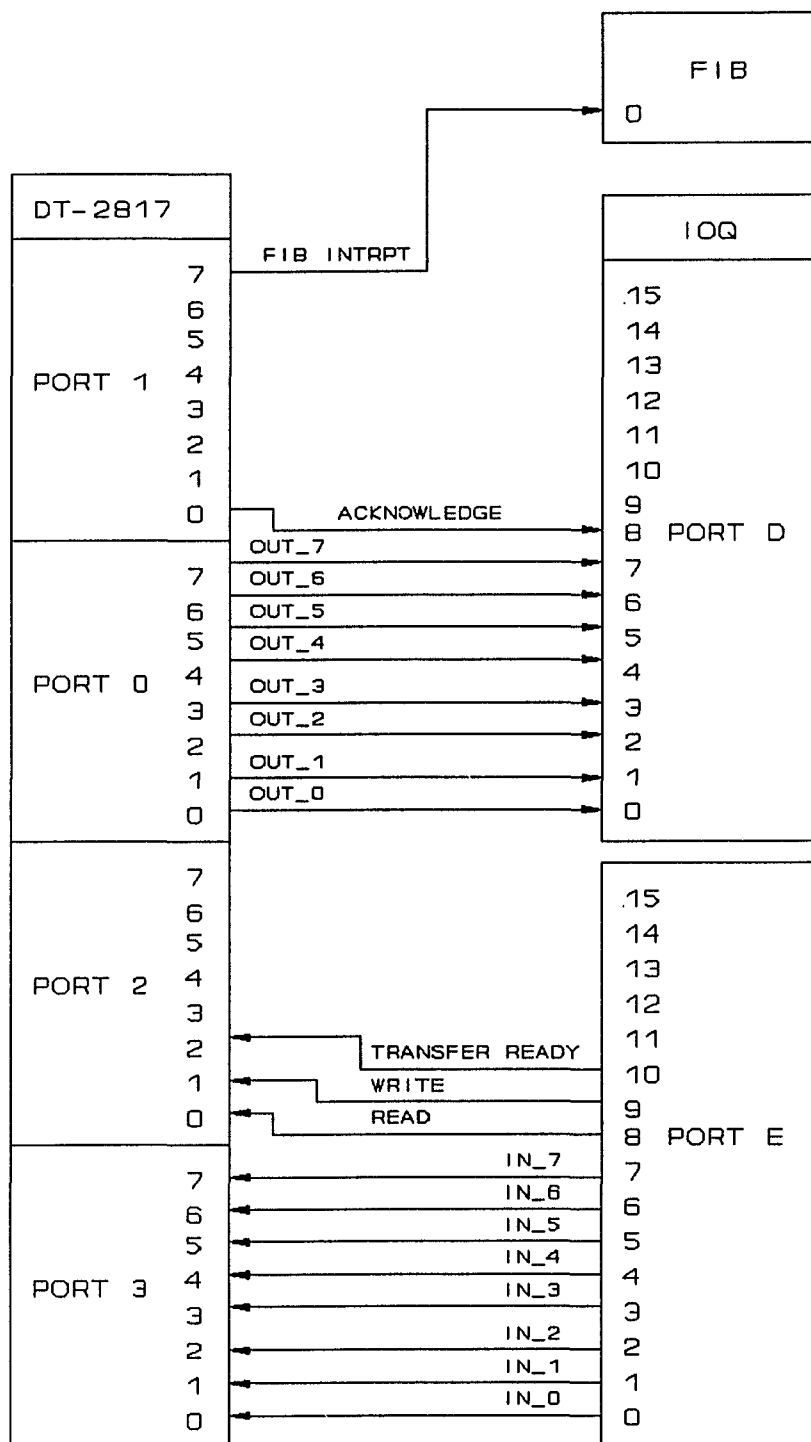 FIB
0
DT-2817
IOQ
FIB INTRPT
7
6
5
PORT 1 4
3
2
1
0
.15
14
13
12
11
10
9
ACKNOWLEDGE
8 PORT D
7
6
5
4
3
2
1
0
OUT_7
OUT_6
OUT_5
OUT_4
OUT_3
OUT_2
OUT_1
OUT_0
7
6
5
PORT 0 4
3
2
1
0
7
6
5
4
PORT 2
3
2
1
0
.15
14
13
12
11
10
9
8 PORT E
7
6
5
4
3
2
1
0
TRANSFER READY
WRITE
READ
IN_7
IN_6
IN_5
IN_4
IN_3
IN_2
IN_1
IN_0
7
6
5
PORT 3 4
3
2
1
0